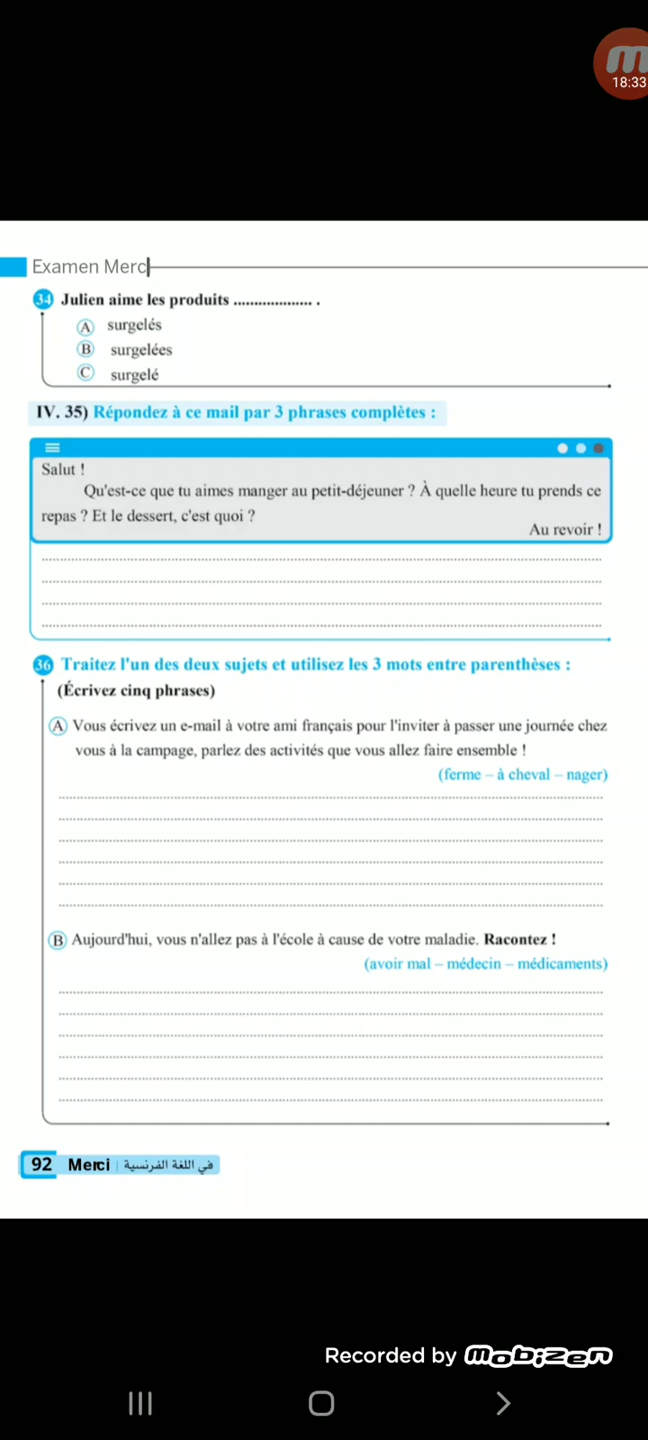 18:33
Examen Merci
34 Julien aime les produits ................... .
A surgelés
B surgelées
C surgelé
IV. 35) Répondez à ce mail par 3 phrases complètes :
Salut !
Qu'est-ce que tu aimes manger au petit-déjeuner ? À quelle heure tu prends ce
repas ? Et le dessert, c'est quoi ?
Au revoir !
36 Traitez l'un des deux sujets et utilisez les 3 mots entre parenthèses :
(Écrivez cinq phrases)
A Vous écrivez un e-mail à votre ami français pour l'inviter à passer une journée chez
vous à la campage, parlez des activités que vous allez faire ensemble !
(ferme – à cheval – nager)
B Aujourd'hui, vous n'allez pas à l'école à cause de votre maladie. Racontez !
(avoir mal – médecin – médicaments)
92 Merci | في اللغة الفرنسية
Recorded by Mobizen